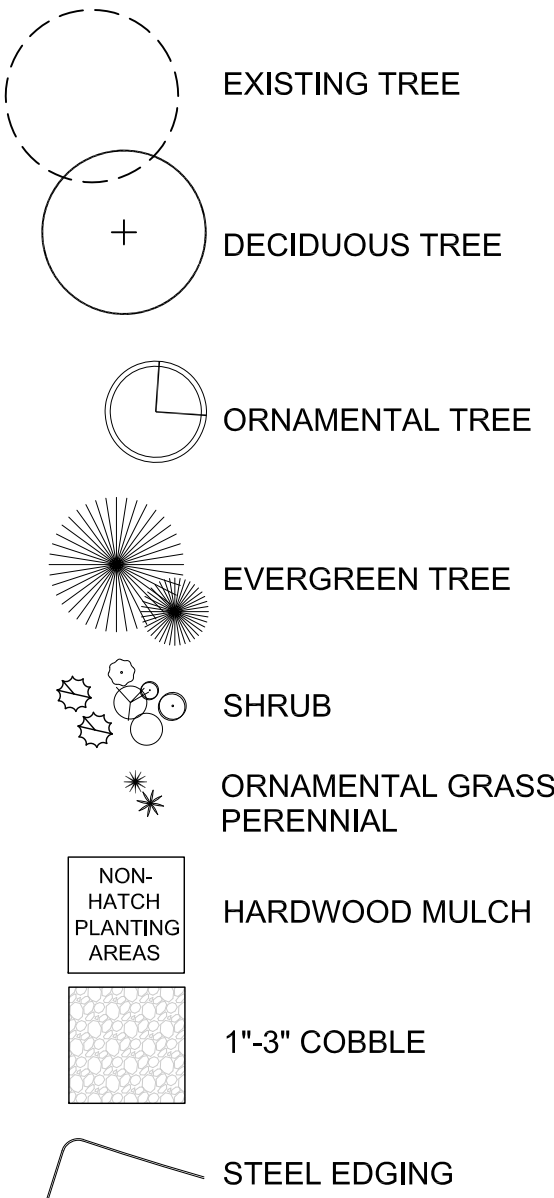 EXISTING TREE
DECIDUOUS TREE
ORNAMENTAL TREE
EVERGREEN TREE
SHRUB
ORNAMENTAL GRASS
PERENNIAL
NON-
HATCH
PLANTING
AREAS
HARDWOOD MULCH
1"-3" COBBLE
STEEL EDGING